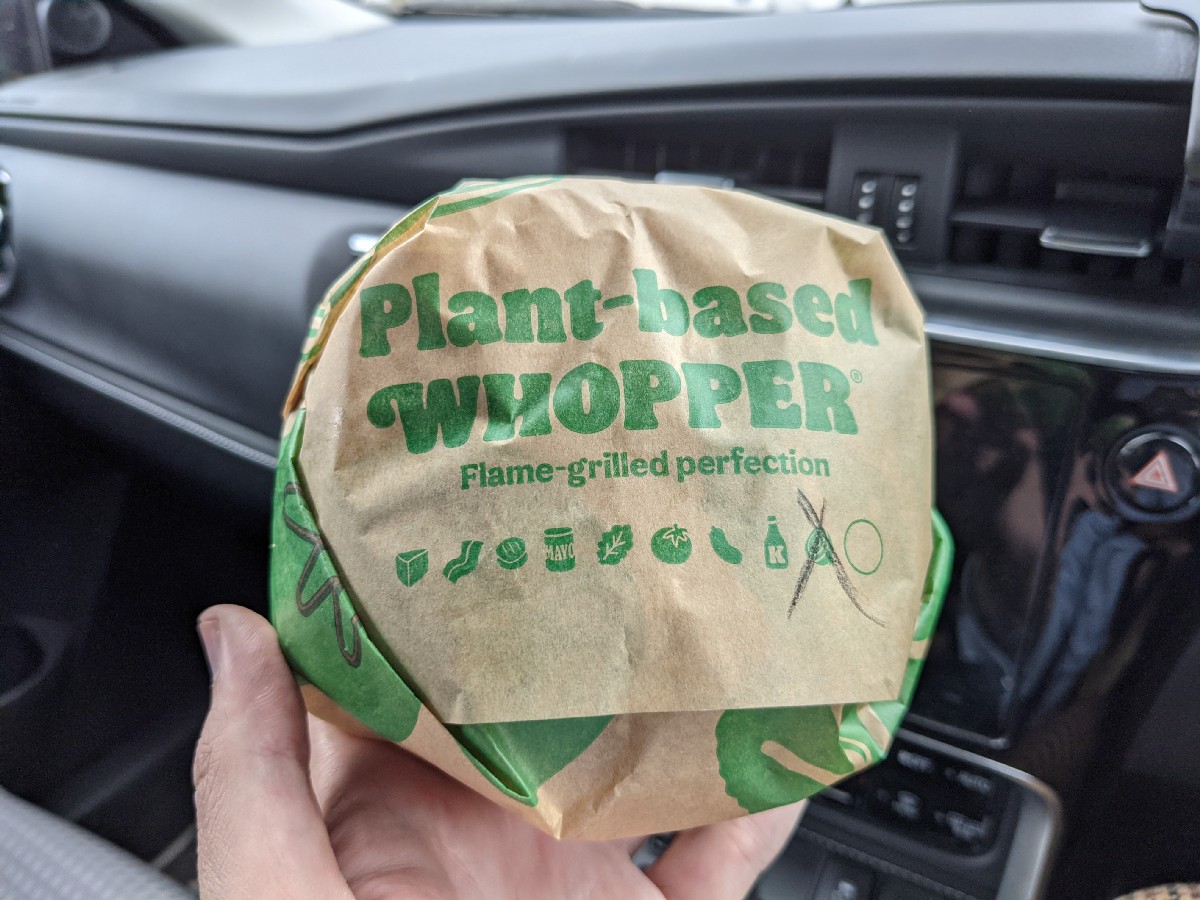 Plant-based
WHOPPER®
Flame-grilled perfection
MAYO
K